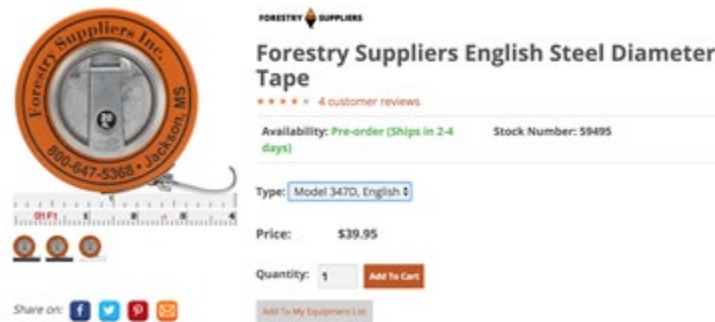 FORESTRY SUPPLIERS
Forestry Suppliers English Steel Diameter
Tape
4 customer reviews
Availability: Pre-order (Ships in 2-4
days)
Stock Number: 59495
Type: Model 347D, English
Price: $39.95
Quantity: 1 Add To Cart
Add To My Equipment List
Forestry Suppliers Inc.
20
800-647-5368 • Jackson, MS
Share on: